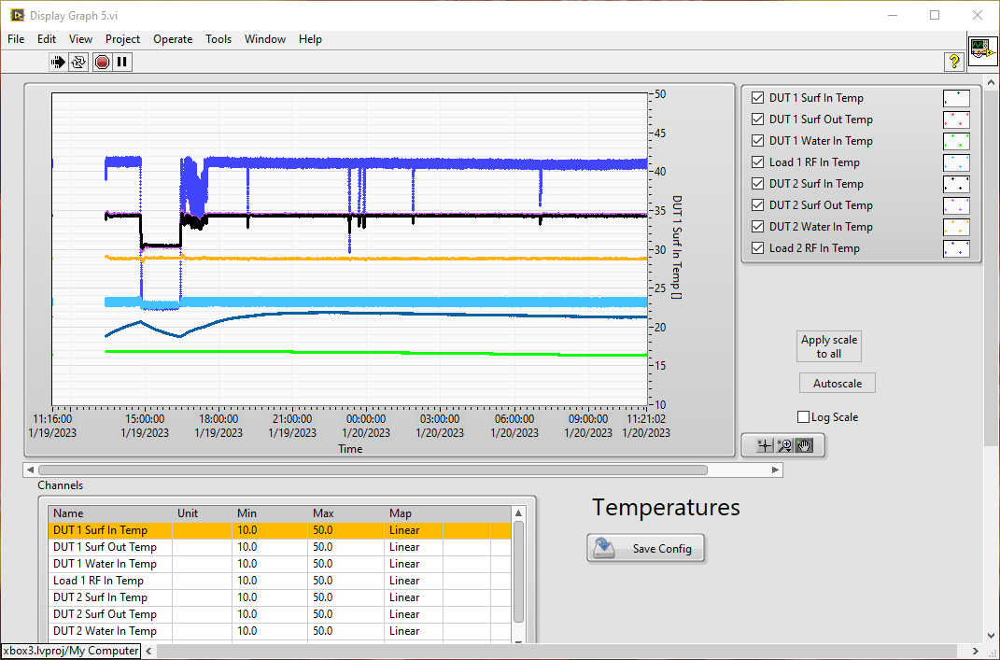 Display Graph 5.vi
File Edit View Project Operate Tools Window Help
50
45
40
35
30
25
20
15
10
DUT 1 Surf In Temp []
11:16:00 15:00:00 18:00:00 21:00:00 00:00:00 03:00:00 06:00:00 09:00:00 11:21:02
1/19/2023 1/19/2023 1/19/2023 1/19/2023 1/20/2023 1/20/2023 1/20/2023 1/20/2023 1/20/2023
Time
DUT 1 Surf In Temp
DUT 1 Surf Out Temp
DUT 1 Water In Temp
Load 1 RF In Temp
DUT 2 Surf In Temp
DUT 2 Surf Out Temp
DUT 2 Water In Temp
Load 2 RF In Temp
Apply scale
to all
Autoscale
Log Scale
Channels
Name Unit Min Max Map
DUT 1 Surf In Temp 10.0 50.0 Linear
DUT 1 Surf Out Temp 10.0 50.0 Linear
DUT 1 Water In Temp 10.0 50.0 Linear
Load 1 RF In Temp 10.0 50.0 Linear
DUT 2 Surf In Temp 10.0 50.0 Linear
DUT 2 Surf Out Temp 10.0 50.0 Linear
DUT 2 Water In Temp 10.0 50.0 Linear
Temperatures
Save Config
xbox3.lvproj/My Computer